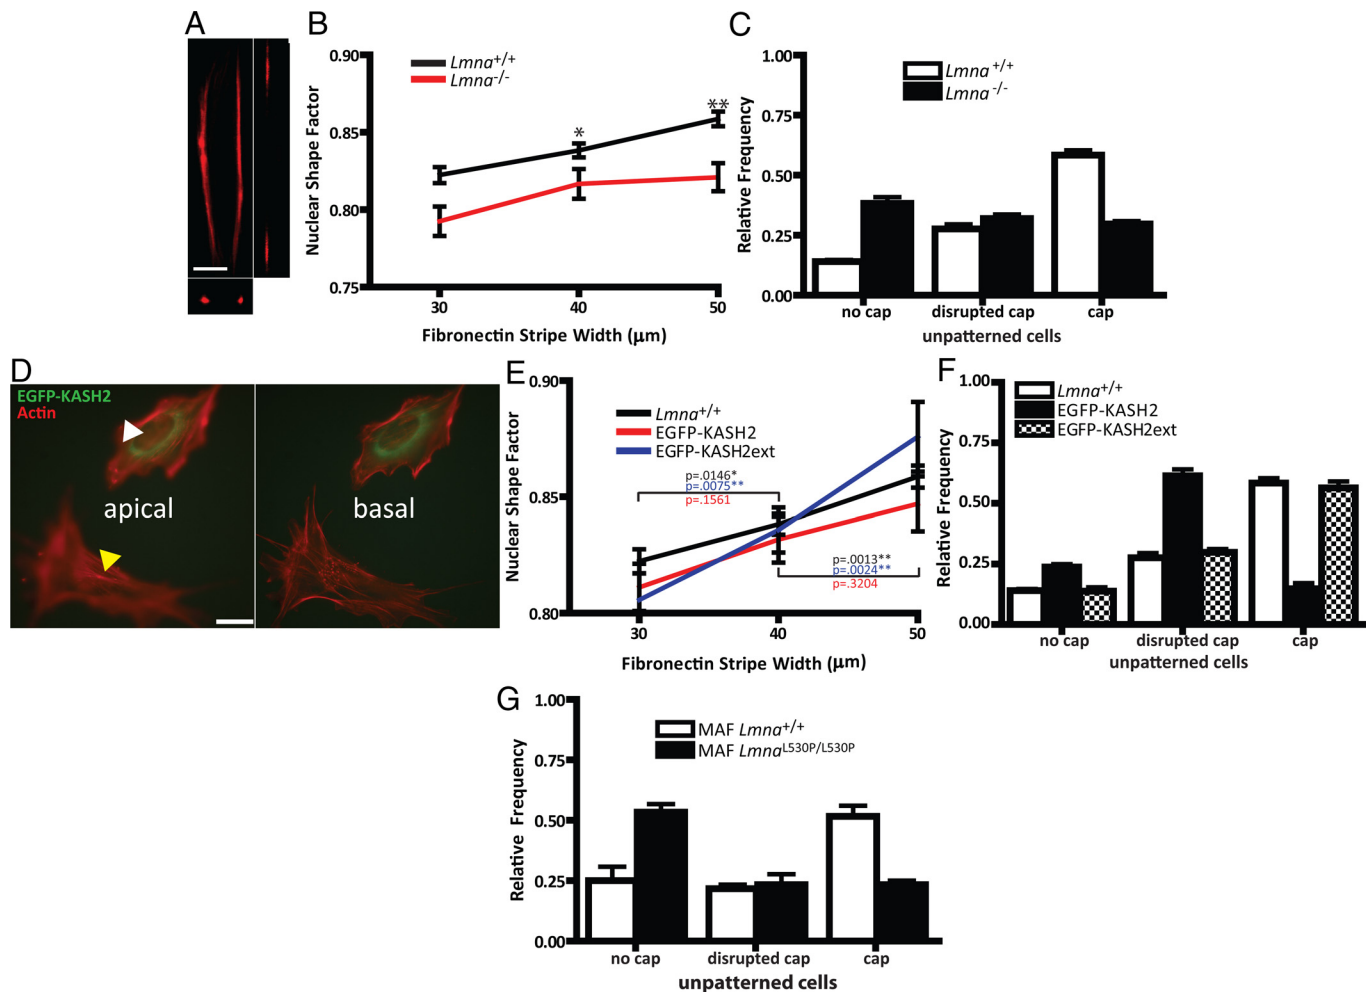 A
B
0.90
0.85
0.80
0.75
Nuclear Shape Factor
Lmna+/+
Lmna-/-
*
**
30
40
50
Fibronectin Stripe Width (μm)
C
1.00
0.75
0.50
0.25
0.00
Relative Frequency
Lmna +/+
Lmna -/-
no cap
disrupted cap
cap
unpatterned cells
D
EGFP-KASH2
Actin
apical
basal
E
0.90
0.85
0.80
Nuclear Shape Factor
Lmna+/+
EGFP-KASH2
EGFP-KASH2ext
p=.0146*
p=.0075**
p=.1561
p=.0013**
p=.0024**
p=.3204
30
40
50
Fibronectin Stripe Width (μm)
F
1.00
0.75
0.50
0.25
0.00
Relative Frequency
Lmna+/+
EGFP-KASH2
EGFP-KASH2ext
no cap
disrupted cap
cap
unpatterned cells
G
1.00
0.75
0.50
0.25
0.00
Relative Frequency
MAF Lmna+/+
MAF LmnaL530P/L530P
no cap
disrupted cap
cap
unpatterned cells